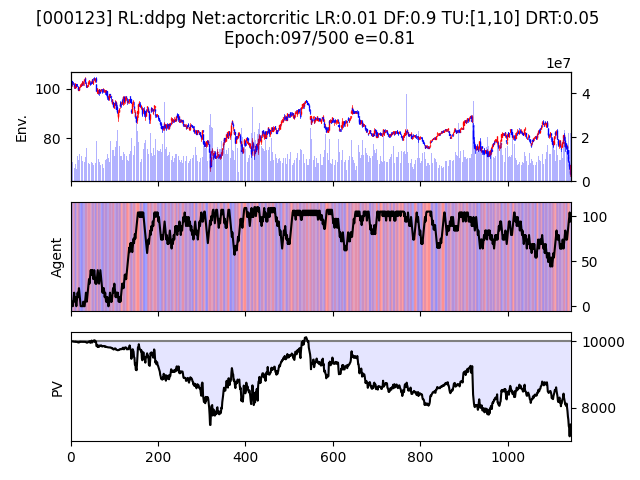 [000123] RL:ddpg Net:actorcritic LR:0.01 DF:0.9 TU:[1,10] DRT:0.05
Epoch:097/500 e=0.81
1e7
Env.
100
80
4
2
0
Agent
100
50
0
PV
10000
8000
0 200 400 600 800 1000